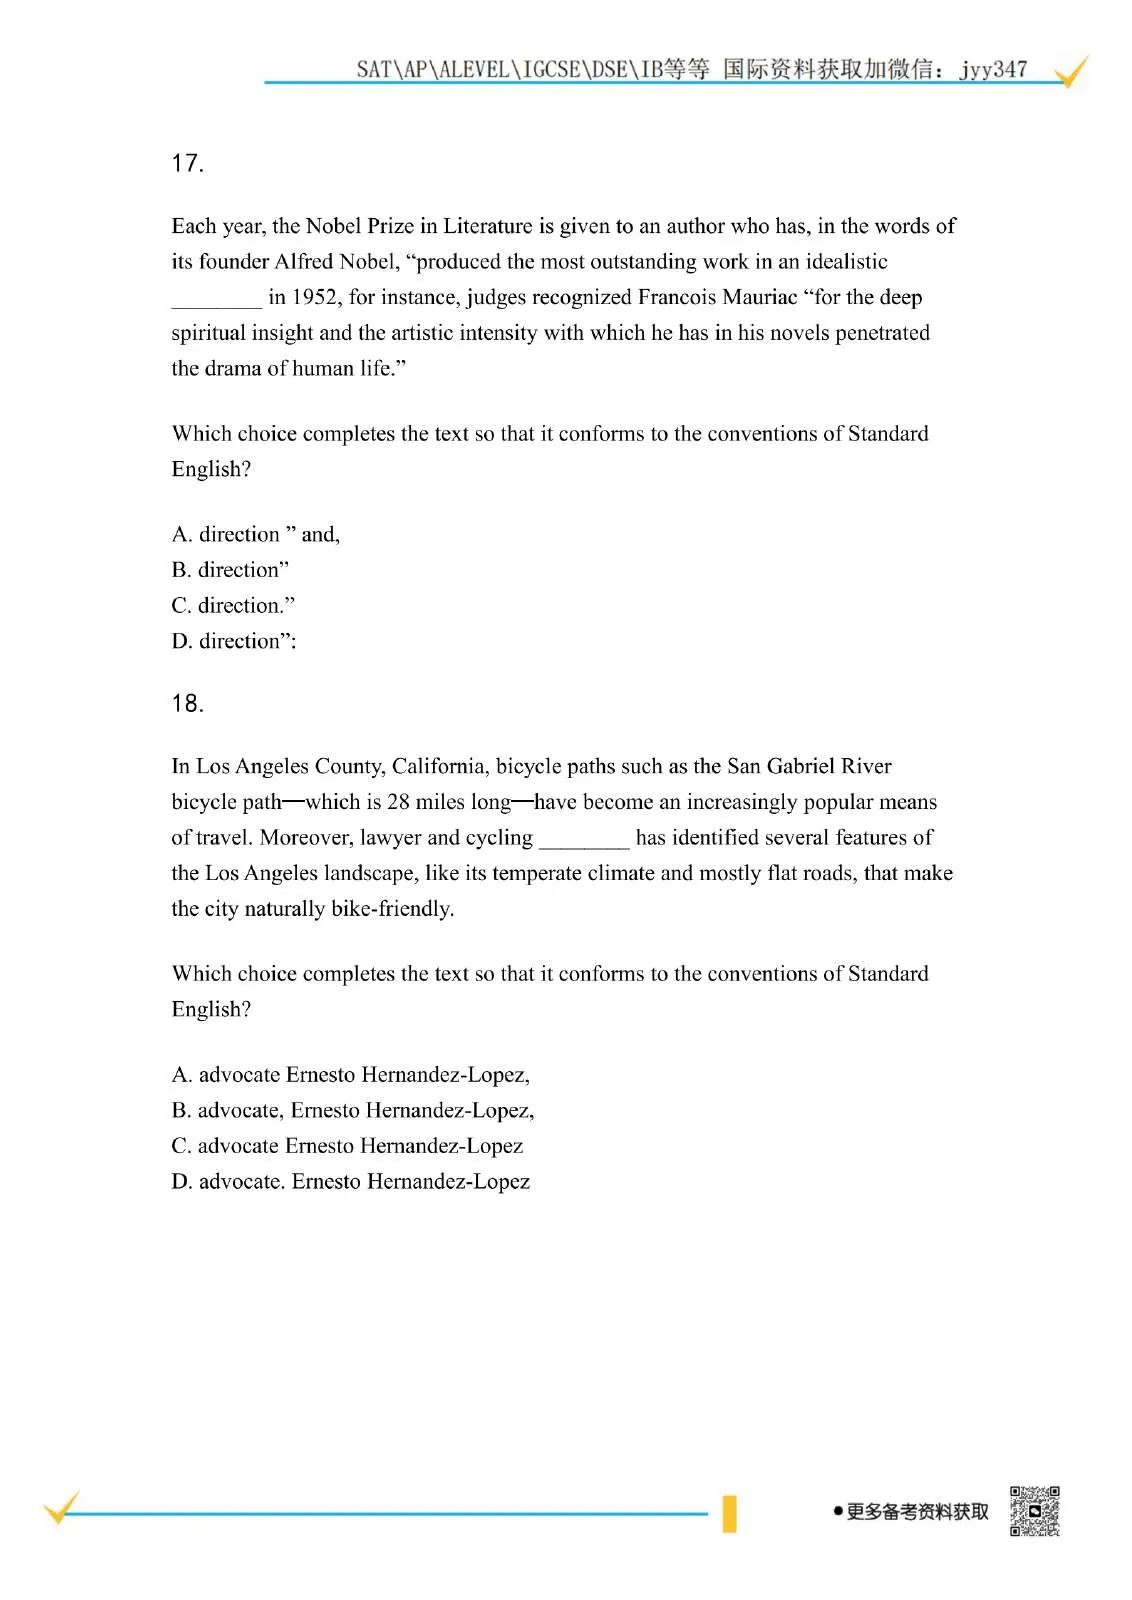 SAT\AP\ALEVEL\IGCSE\DSE\IB等等 国际资料获取加微信：jyy347
17.
Each year, the Nobel Prize in Literature is given to an author who has, in the words of
its founder Alfred Nobel, “produced the most outstanding work in an idealistic
________ in 1952, for instance, judges recognized Francois Mauriac “for the deep
spiritual insight and the artistic intensity with which he has in his novels penetrated
the drama of human life.”
Which choice completes the text so that it conforms to the conventions of Standard
English?
A. direction ” and,
B. direction”
C. direction.”
D. direction”:
18.
In Los Angeles County, California, bicycle paths such as the San Gabriel River
bicycle path—which is 28 miles long—have become an increasingly popular means
of travel. Moreover, lawyer and cycling ________ has identified several features of
the Los Angeles landscape, like its temperate climate and mostly flat roads, that make
the city naturally bike-friendly.
Which choice completes the text so that it conforms to the conventions of Standard
English?
A. advocate Ernesto Hernandez-Lopez,
B. advocate, Ernesto Hernandez-Lopez,
C. advocate Ernesto Hernandez-Lopez
D. advocate. Ernesto Hernandez-Lopez
●更多备考资料获取